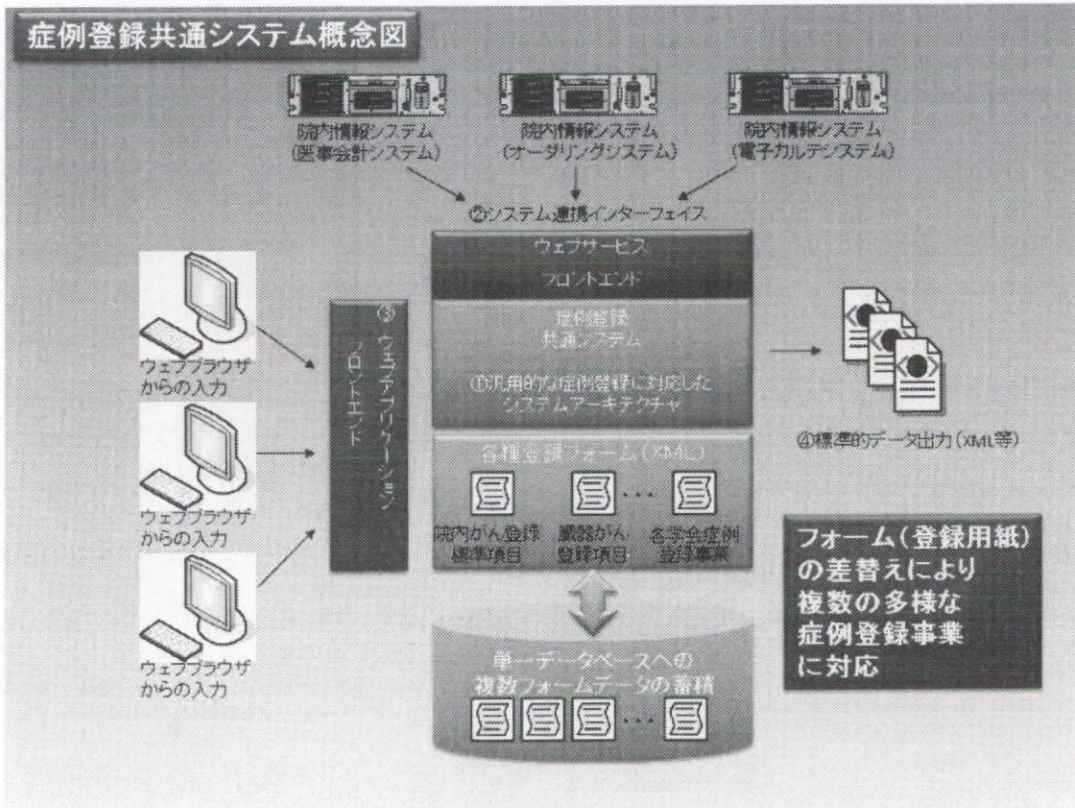 症例登録共通システム概念図
院内情報システム
(医事会計システム)
院内情報システム
(オーダリングシステム)
院内情報システム
(電子カルテシステム)
②システム連携インターフェイス
ウェブサービス
フロントエンド
症例登録
共通システム
①汎用的な症例登録に対応した
システムアーキテクチャ
③ウェブアプリケーション
フロントエンド
ウェブブラウザ
からの入力
ウェブブラウザ
からの入力
ウェブブラウザ
からの入力
各種登録フォーム(XML)
院内がん登録
標準項目
臓器がん
登録項目
各学会症例
登録事業
④標準的データ出力(XML等)
フォーム(登録用紙)
の差替えにより
複数の多様な
症例登録事業
に対応
単一データベースへの
複数フォームデータの蓄積